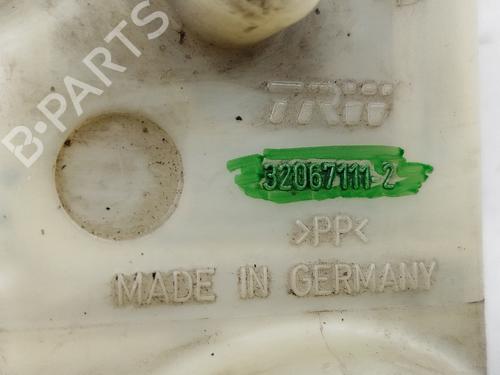 B-PARTS
TRW
32067111 2
>PP<
MADE IN GERMANY